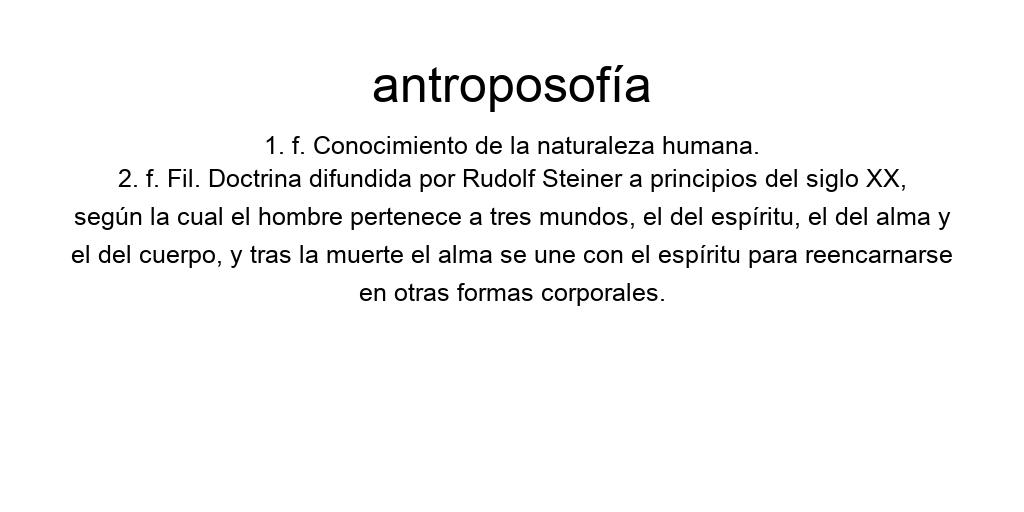 antroposofía
1. f. Conocimiento de la naturaleza humana.
2. f. Fil. Doctrina difundida por Rudolf Steiner a principios del siglo XX,
según la cual el hombre pertenece a tres mundos, el del espíritu, el del alma y
el del cuerpo, y tras la muerte el alma se une con el espíritu para reencarnarse
en otras formas corporales.